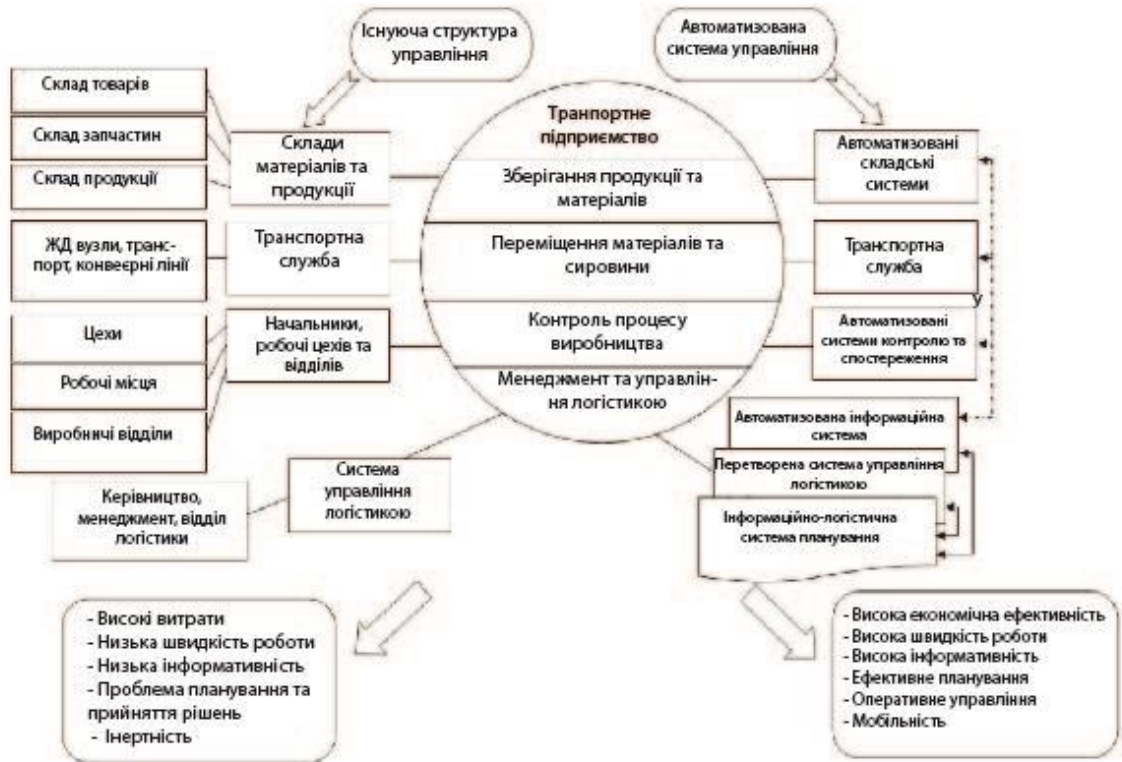 Існуюча структура
управління
Автоматизована
система управління
Склад товарів
Склад запчастин
Склад продукції
Склади
матеріалів та
продукції
Транпортне
підприємство
Зберігання продукції та
матеріалів
Автоматизовані
складські
системи
ЖД вузли, транс-
порт, конвеєрні лінії
Транспортна
служба
Переміщення матеріалів та
сировини
Транспортна
служба
У
Цехи
Робочі місця
Виробничі відділи
Начальники,
робочі цехів та
відділів
Контроль процесу
виробництва
Автоматизовані
системи контролю та
спостереження
Менеджмент та управлін-
ня логістикою
Автоматизована інформаційна
система
Перетворена система управління
логістикою
Інформаційно-логістична
система планування
Система
управління
логістикою
Керівництво,
менеджмент, відділ
логістики
- Високі витрати
- Низька швидкість роботи
- Низька інформативність
- Проблема планування та
прийняття рішень
- Інертність
- Висока економічна ефективність
- Висока швидкість роботи
- Висока інформативність
- Ефективне планування
- Оперативне управління
- Мобільність